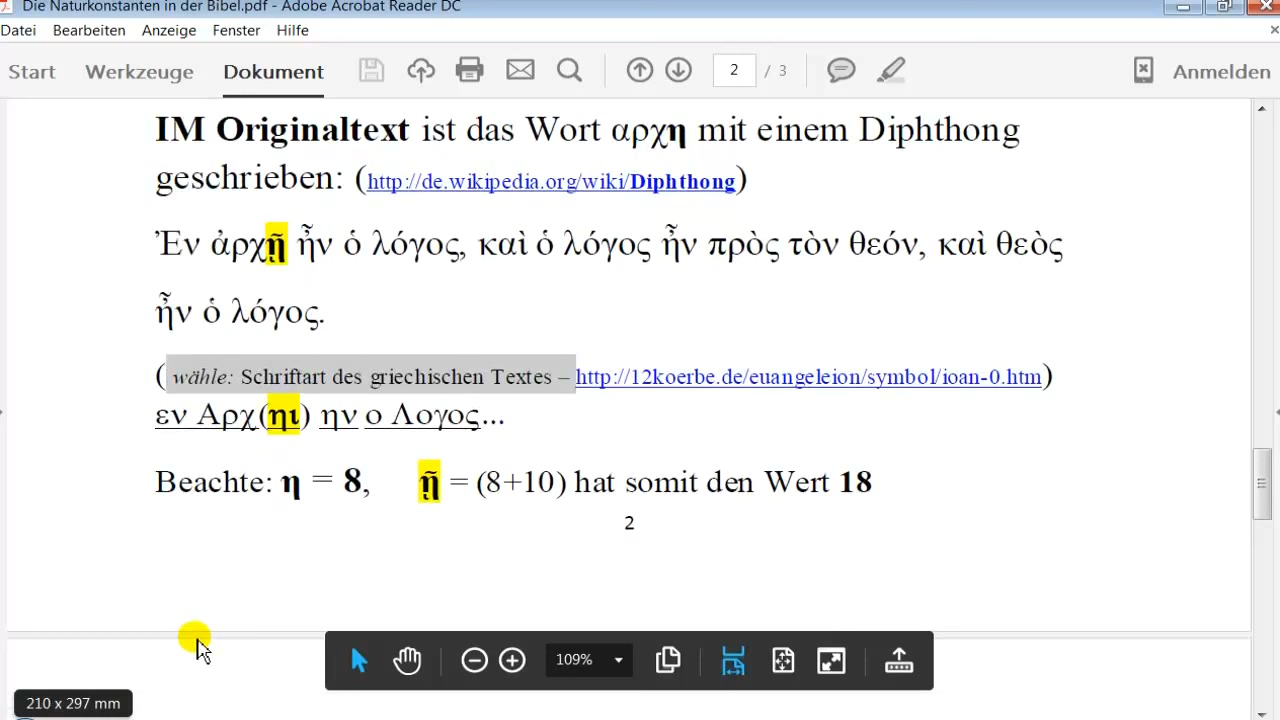 Die Naturkonstanten in der Bibel.pdf - Adobe Acrobat Reader DC
Datei Bearbeiten Anzeige Fenster Hilfe
Start Werkzeuge Dokument 2 / 3 Anmelden
IM Originaltext ist das Wort αρχη mit einem Diphthong
geschrieben: (http://de.wikipedia.org/wiki/Diphthong)
Ἐν ἀρχῇ ἦν ὁ λόγος, καὶ ὁ λόγος ἦν πρὸς τὸν θεόν, καὶ θεὸς
ἦν ὁ λόγος.
( wähle: Schriftart des griechischen Textes – http://12koerbe.de/euangeleion/symbol/ioan-0.htm)
εν Αρχ(ηι) ην ο Λογος...
Beachte: η = 8, ῇ = (8+10) hat somit den Wert 18
2
109%
210 x 297 mm